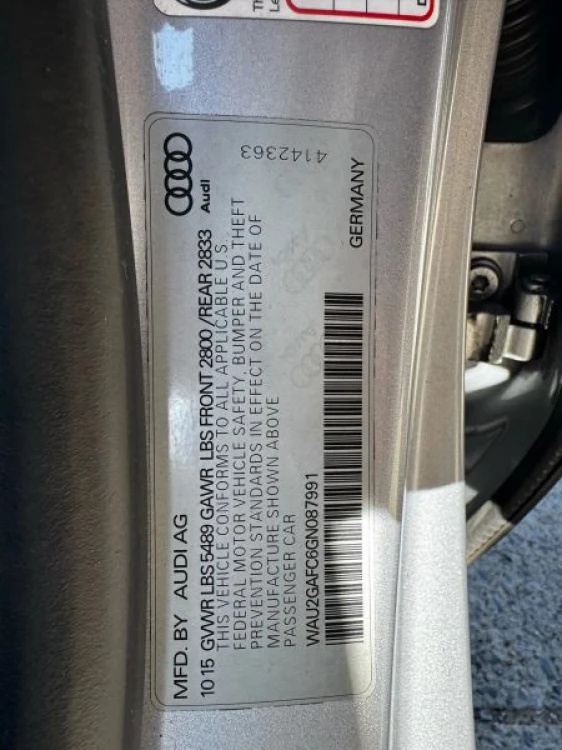 MFD. BY AUDI AG
Audi
10 15 GVWR LBS 5489 GAWR LBS FRONT 2800 /REAR 2833
THIS VEHICLE CONFORMS TO ALL APPLICABLE U.S.
FEDERAL MOTOR VEHICLE SAFETY, BUMPER AND THEFT
PREVENTION STANDARDS IN EFFECT ON THE DATE OF
MANUFACTURE SHOWN ABOVE
PASSENGER CAR
WAU2GAFC6GN087991
GERMANY
4142363